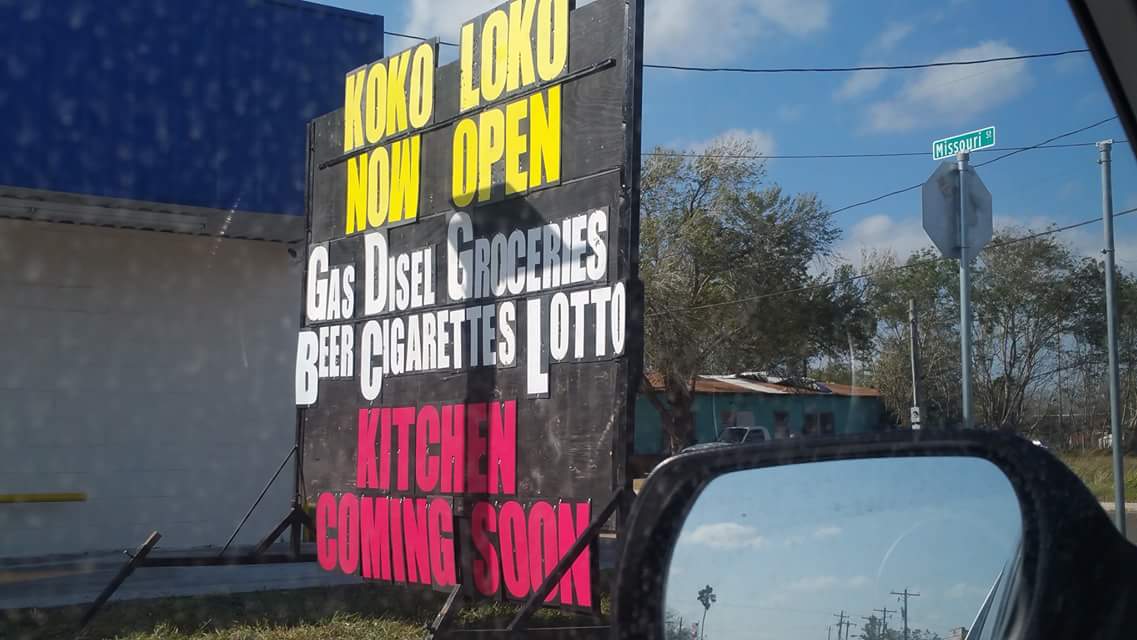 KOKO LOKO
NOW OPEN
GAS DISEL GROCERIES
BEER CIGARETTES LOTTO
KITCHEN
COMING SOON
Missouri St